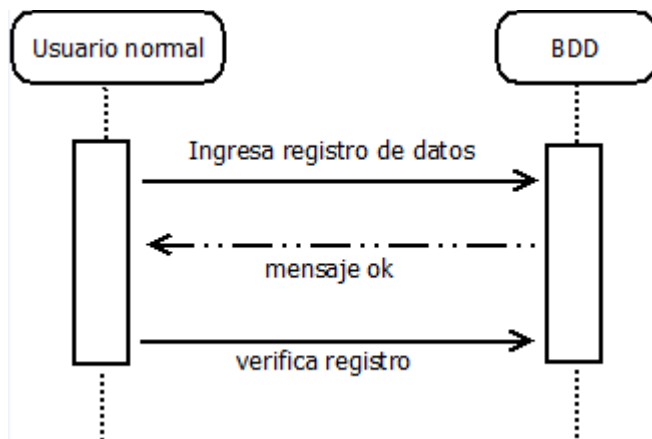 Usuario normal
BDD
Ingresa registro de datos
mensaje ok
verifica registro